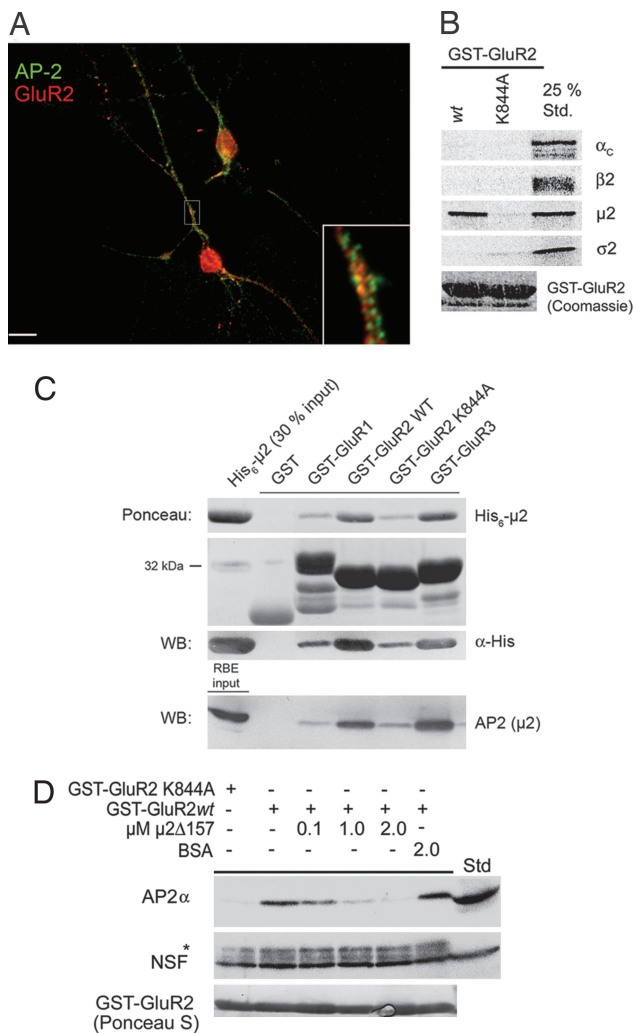 A
AP-2
GluR2
B
GST-GluR2
wt
K844A
25 %
Std.
αC
β2
μ2
σ2
GST-GluR2
(Coomassie)
C
His6-μ2 (30 % input)
GST
GST-GluR1
GST-GluR2 WT
GST-GluR2 K844A
GST-GluR3
Ponceau:
His6-μ2
32 kDa
WB:
α-His
RBE
input
WB:
AP2 (μ2)
D
GST-GluR2 K844A + - - - - -
GST-GluR2wt - + + + + +
μM μ2Δ157 - - 0.1 1.0 2.0 -
BSA - - - - - 2.0
Std
AP2α
*
NSF
GST-GluR2
(Ponceau S)